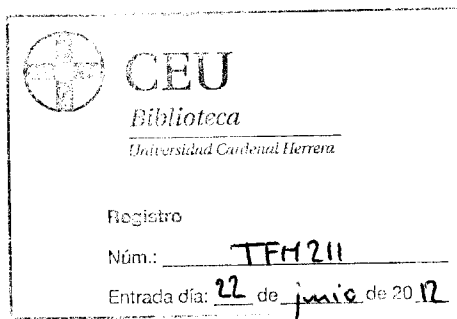 CEU
Biblioteca
Universidad Cardenal Herrera
Registro
Núm.: TFM 211
Entrada día: 22 de junio de 2012